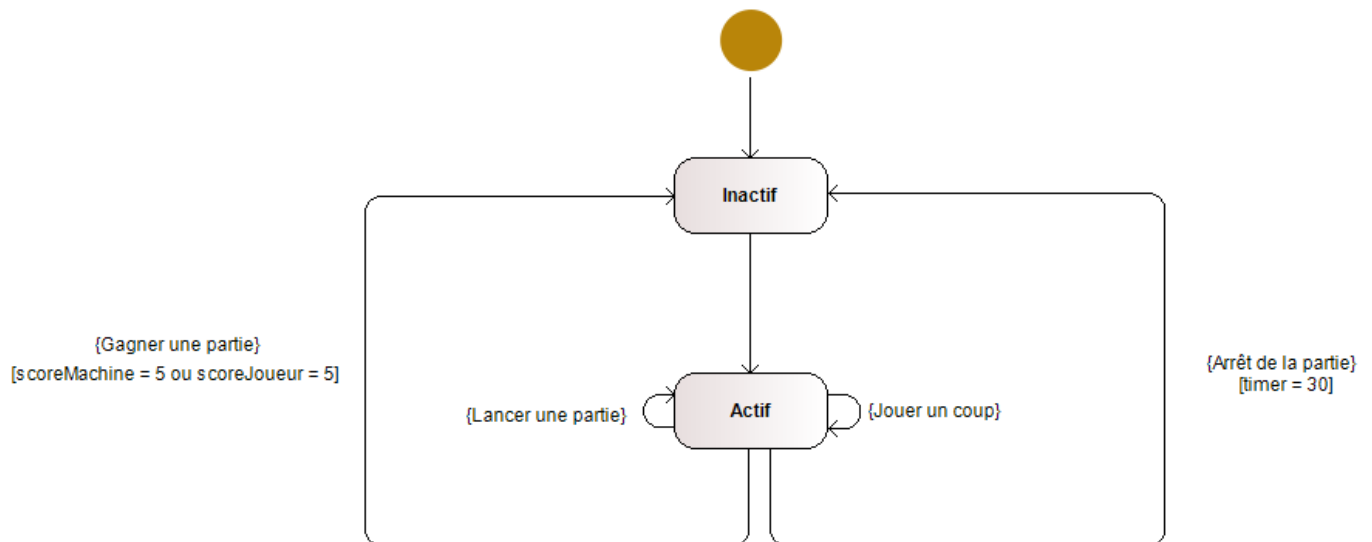 Inactif
{Gagner une partie}
[scoreMachine = 5 ou scoreJoueur = 5]
{Arrêt de la partie}
[timer = 30]
{Lancer une partie}
Actif
{Jouer un coup}